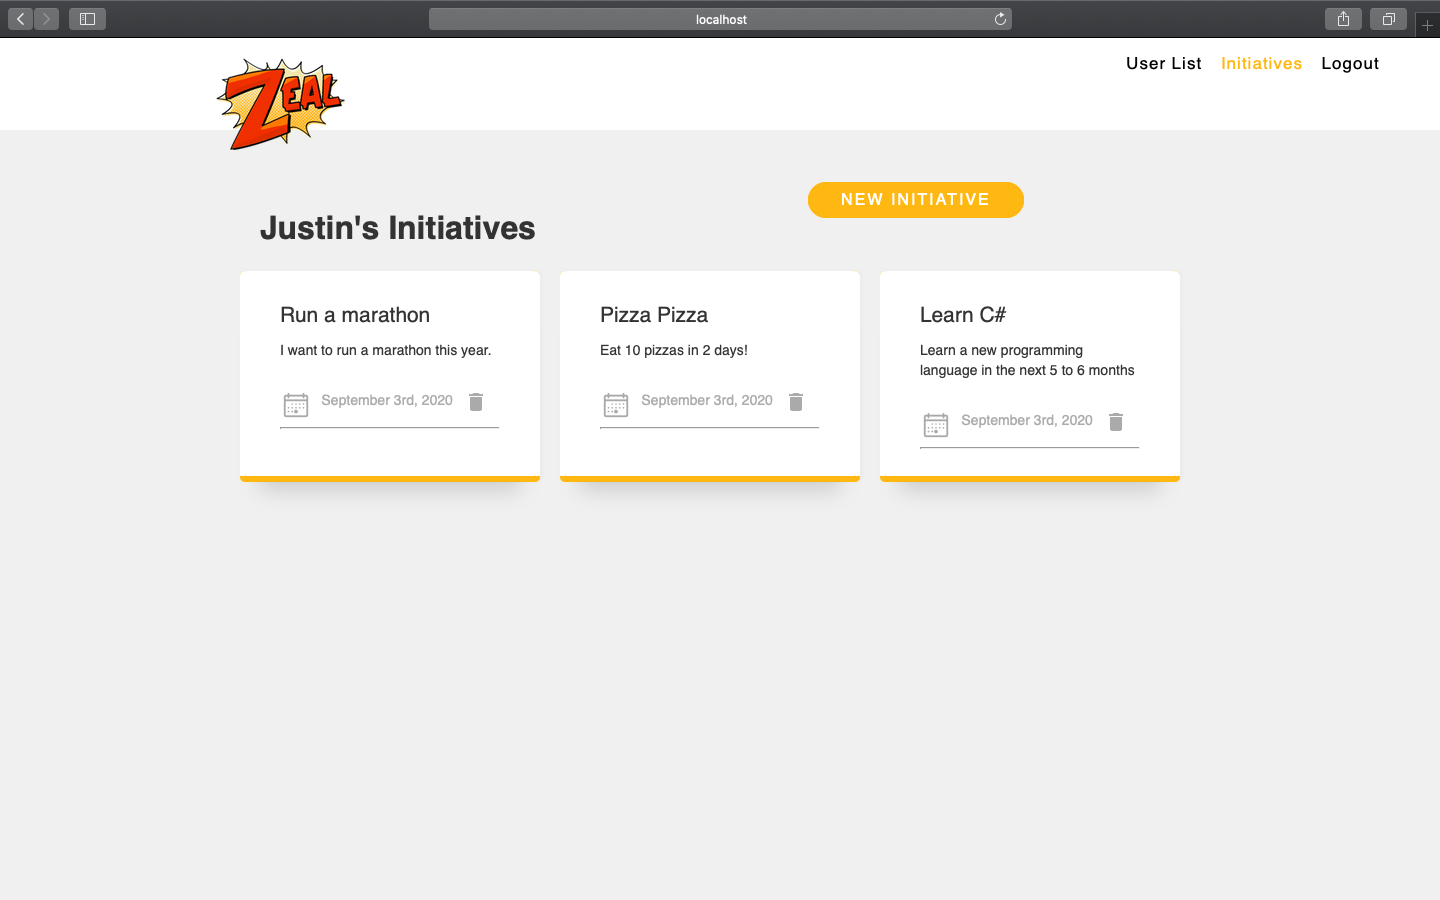 localhost
ZEAL
User List Initiatives Logout
NEW INITIATIVE
Justin's Initiatives
Run a marathon
I want to run a marathon this year.
September 3rd, 2020
Pizza Pizza
Eat 10 pizzas in 2 days!
September 3rd, 2020
Learn C#
Learn a new programming
language in the next 5 to 6 months
September 3rd, 2020